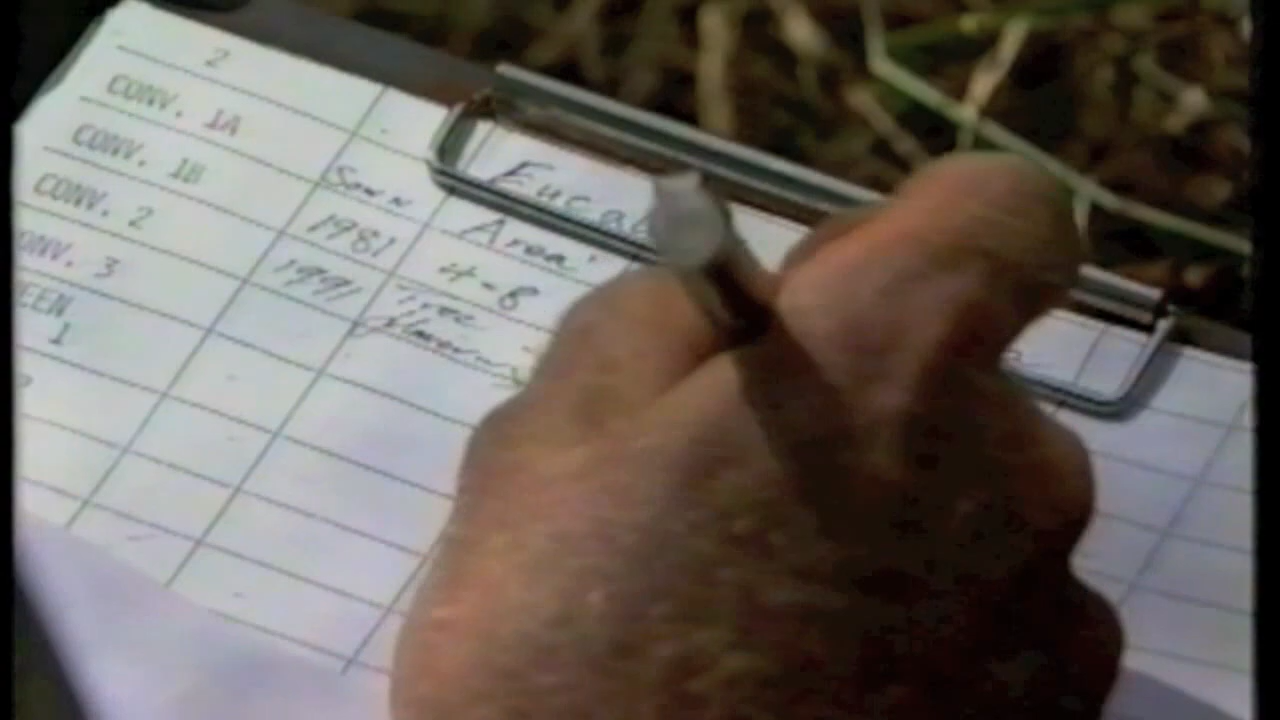 2
CONV. 1A
CONV. 1B
CONV. 2
ONV. 3
EEN
1
Sown
1981
1991
Euca
Area
4-8
Tree